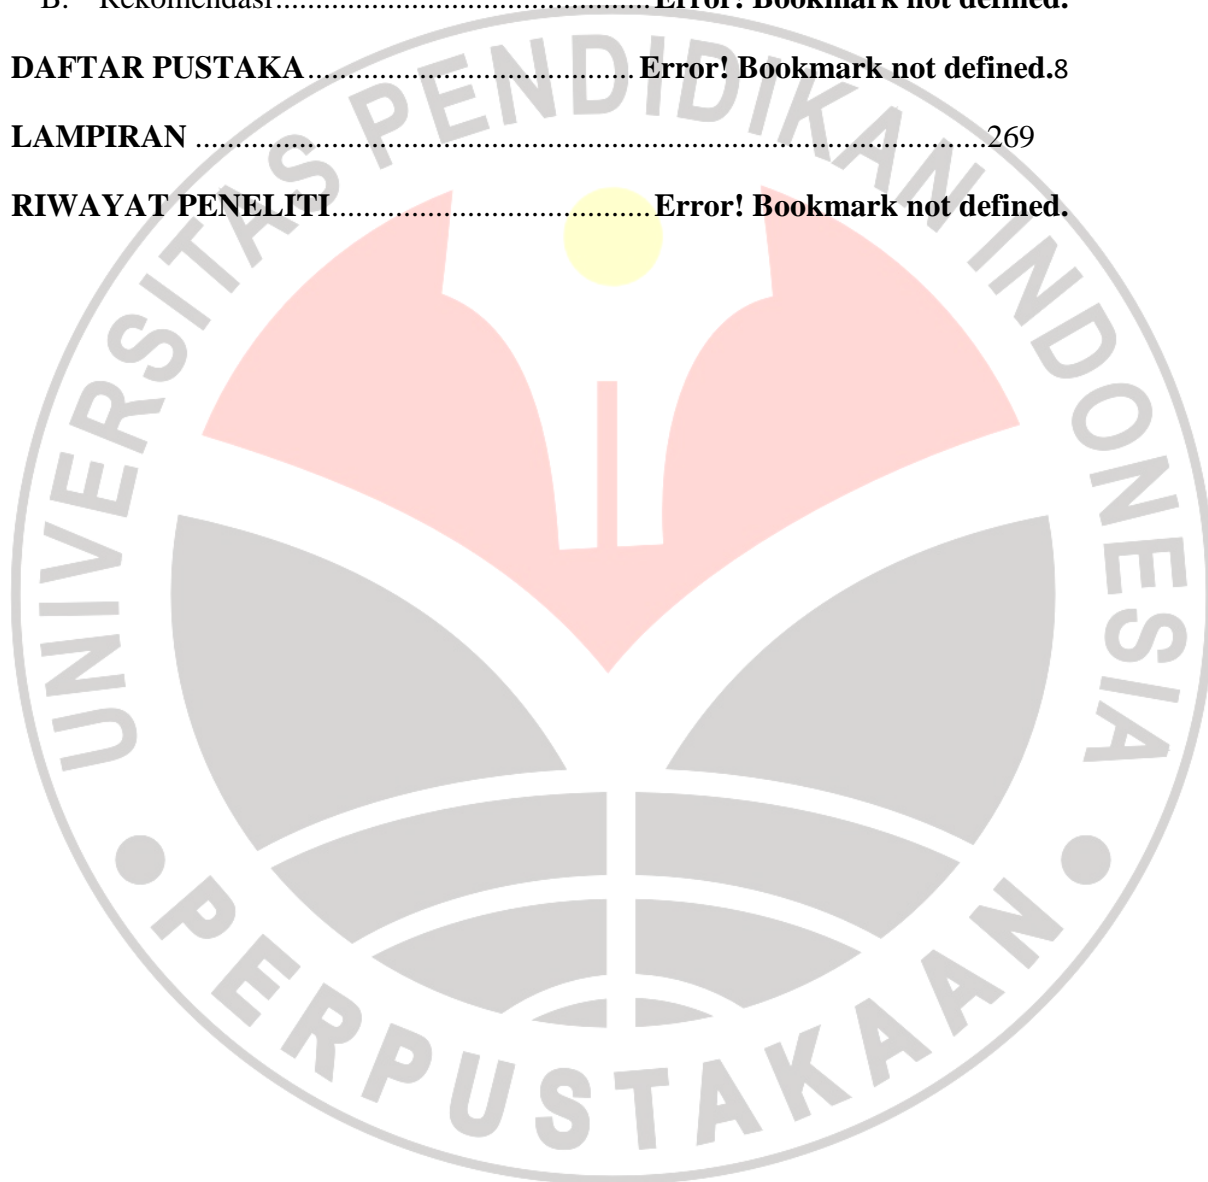 B. Rekomendasi................................................Error! Bookmark not defined.
DAFTAR PUSTAKA.........................................Error! Bookmark not defined.8
LAMPIRAN ....................................................................................................269
RIWAYAT PENELITI.........................................Error! Bookmark not defined.
UNIVERSITAS PENDIDIKAN INDONESIA
PERPUSTAKAAN